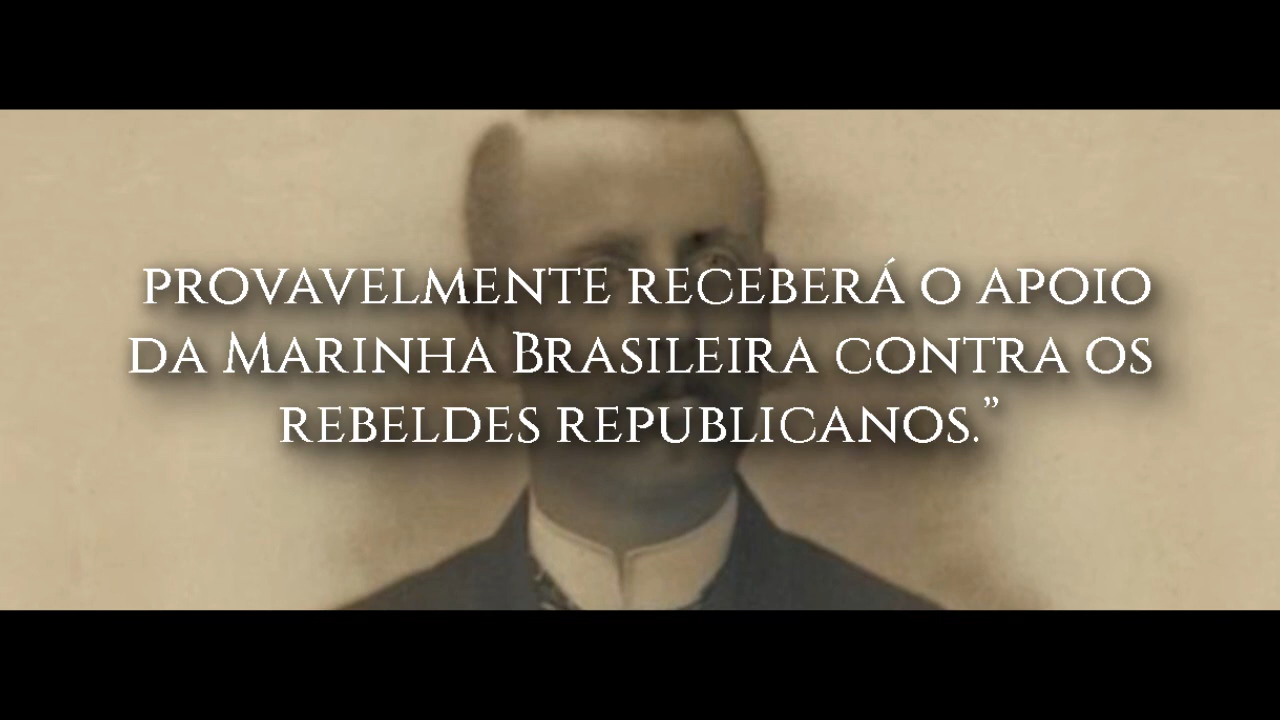 provavelmente receberá o apoio
da Marinha Brasileira contra os
rebeldes republicanos.”